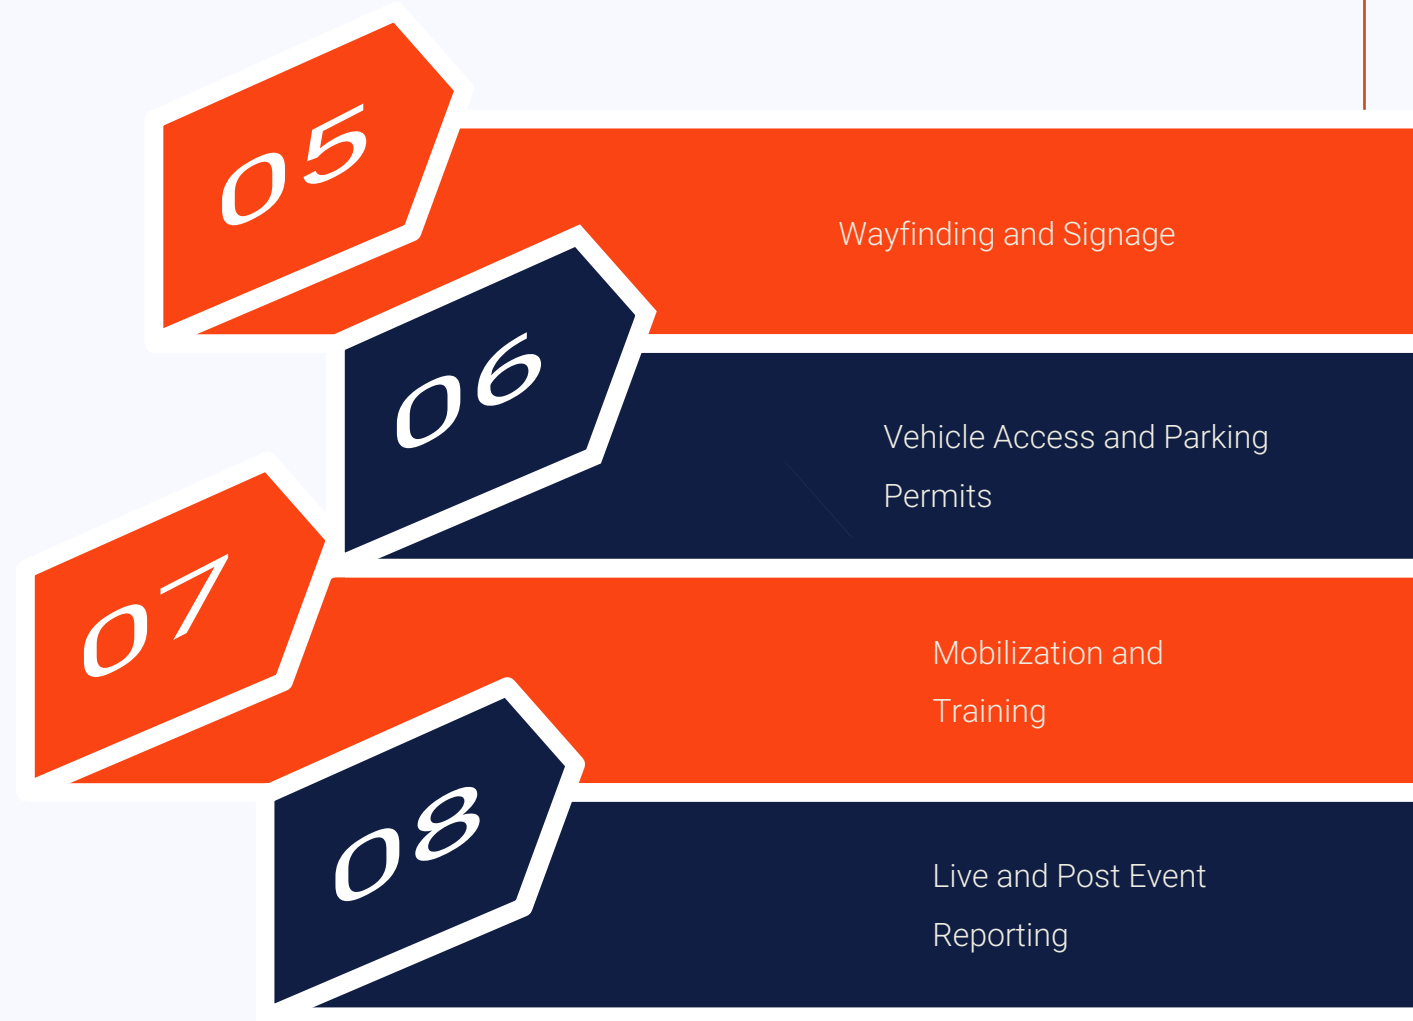 05
Wayfinding and Signage
06
Vehicle Access and Parking
Permits
07
Mobilization and
Training
08
Live and Post Event
Reporting